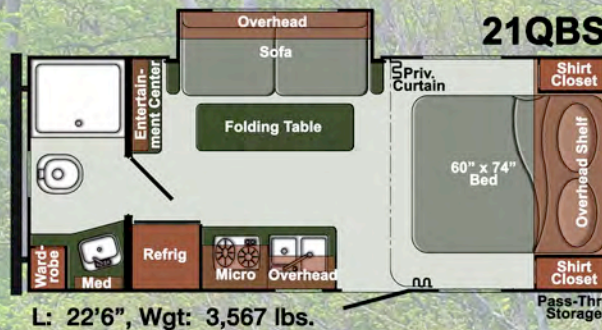 21QBS
Overhead
Sofa
Priv.
Curtain
Shirt
Closet
Entertain-
ment Center
Folding Table
60" x 74"
Bed
Overhead Shelf
Ward-
robe
Med
Refrig
Micro
Overhead
Shirt
Closet
Pass-Thr
Storage
L: 22'6", Wgt: 3,567 lbs.